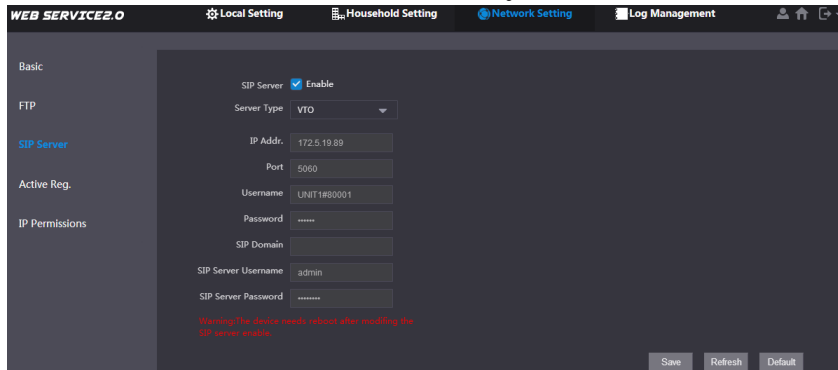 WEB SERVICE2.0 Local Setting Household Setting Network Setting Log Management
Basic
FTP
SIP Server
Active Reg.
IP Permissions
SIP Server Enable
Server Type VTO
IP Addr. 172.5.19.89
Port 5060
Username UNIT1#80001
Password ••••••
SIP Domain
SIP Server Username admin
SIP Server Password ••••••••
Warning:The device needs reboot after modifing the
SIP server enable.
Save Refresh Default